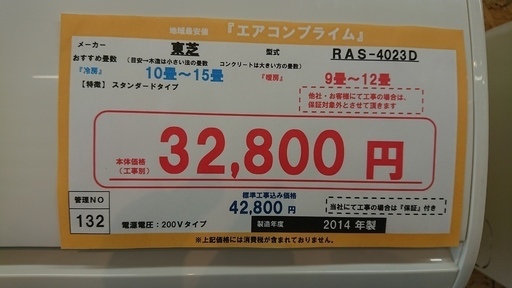 地域最安値 『エアコンプライム』
メーカー 東芝 型式 RAS-4023D
おすすめ畳数 (目安→木造は小さい法の畳数 コンクリートは大きい方の畳数)
『冷房』 10畳〜15畳 『暖房』 9畳〜12畳
【特徴】 スタンダードタイプ
他社・お客様にて工事の場合は、
保証対象外とさせて頂きます
本体価格
(工事別)
32,800 円
管理NO
132
標準工事込み価格
42,800 円
当社にて工事の場合は『保証』付き
電源電圧：200Vタイプ
製造年度 2014 年製
※上記価格には消費税が含まれておりません。